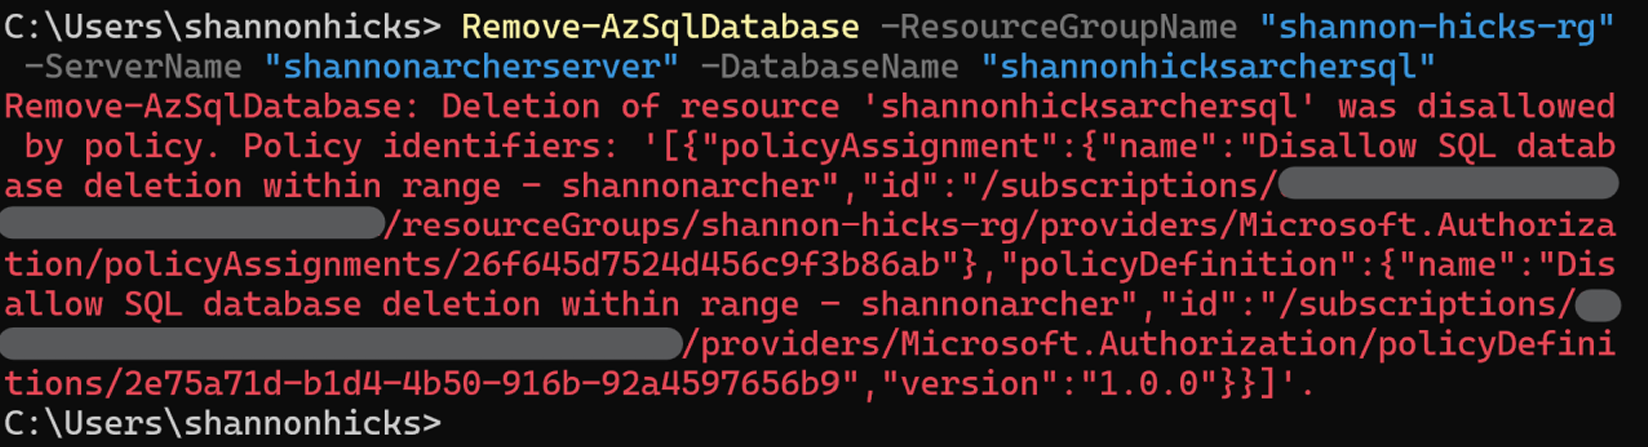 C:\Users\shannonhicks> Remove-AzSqlDatabase -ResourceGroupName "shannon-hicks-rg"
-ServerName "shannonarcherserver" -DatabaseName "shannonhicksarchersql"
Remove-AzSqlDatabase: Deletion of resource 'shannonhicksarchersql' was disallowed
by policy. Policy identifiers: '[{"policyAssignment":{"name":"Disallow SQL datab
ase deletion within range - shannonarcher","id":"/subscriptions/
/resourceGroups/shannon-hicks-rg/providers/Microsoft.Authoriza
tion/policyAssignments/26f645d7524d456c9f3b86ab"},"policyDefinition":{"name":"Dis
allow SQL database deletion within range - shannonarcher","id":"/subscriptions/
/providers/Microsoft.Authorization/policyDefini
tions/2e75a71d-b1d4-4b50-916b-92a4597656b9","version":"1.0.0"}}]'.
C:\Users\shannonhicks>